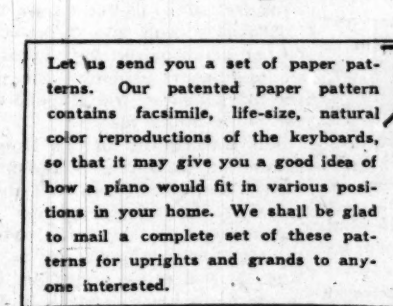 Let us send you a set of paper pat-
terns. Our patented paper pattern
contains facsimile, life-size, natural
color reproductions of the keyboards,
so that it may give you a good idea of
how a piano would fit in various posi-
tions in your home. We shall be glad
to mail a complete set of these pat-
terns for uprights and grands to any-
one interested.